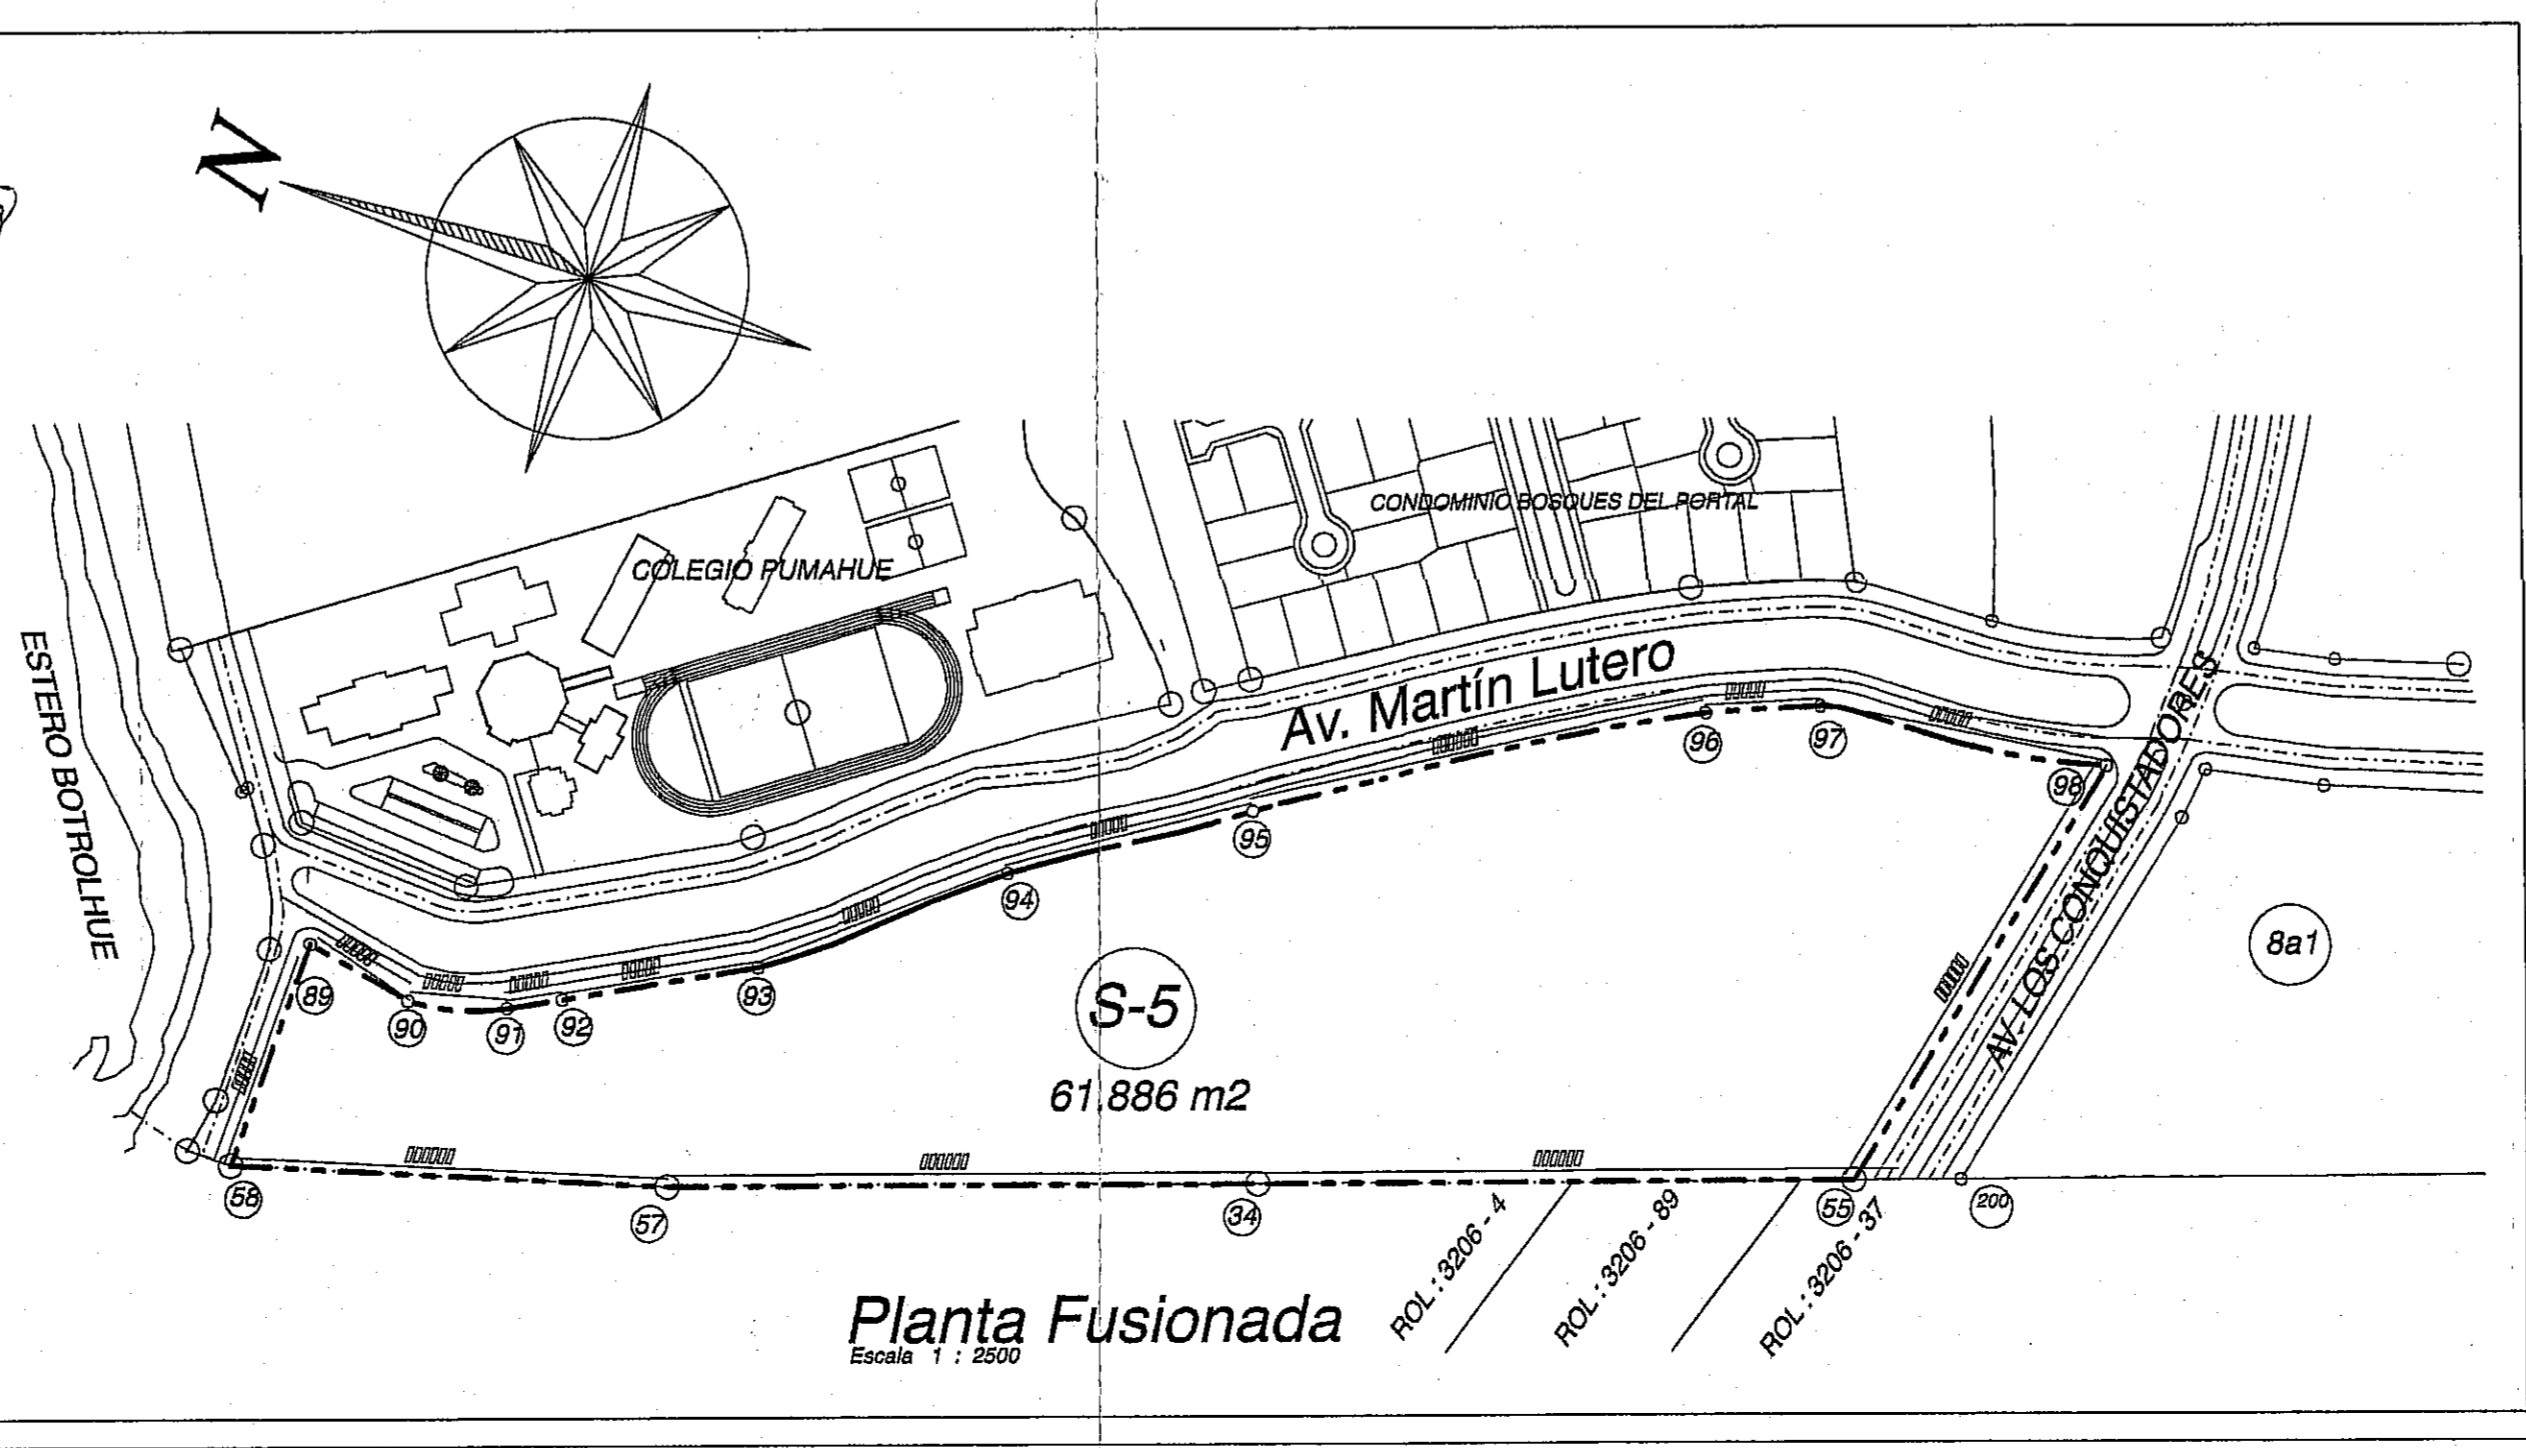 N
COLEGIO PUMAHUE
CONDOMINIO BOSQUES DEL PORTAL
ESTERO BOTROLHUE
Av. Martín Lutero
AV. LOS CONQUISTADORES
96
97
98
95
94
93
92
91
90
89
8a1
S-5
61.886 m2
58
57
34
55
200
ROL : 3206 - 4
ROL : 3206 - 89
ROL : 3206 - 37
Planta Fusionada
Escala 1 : 2500